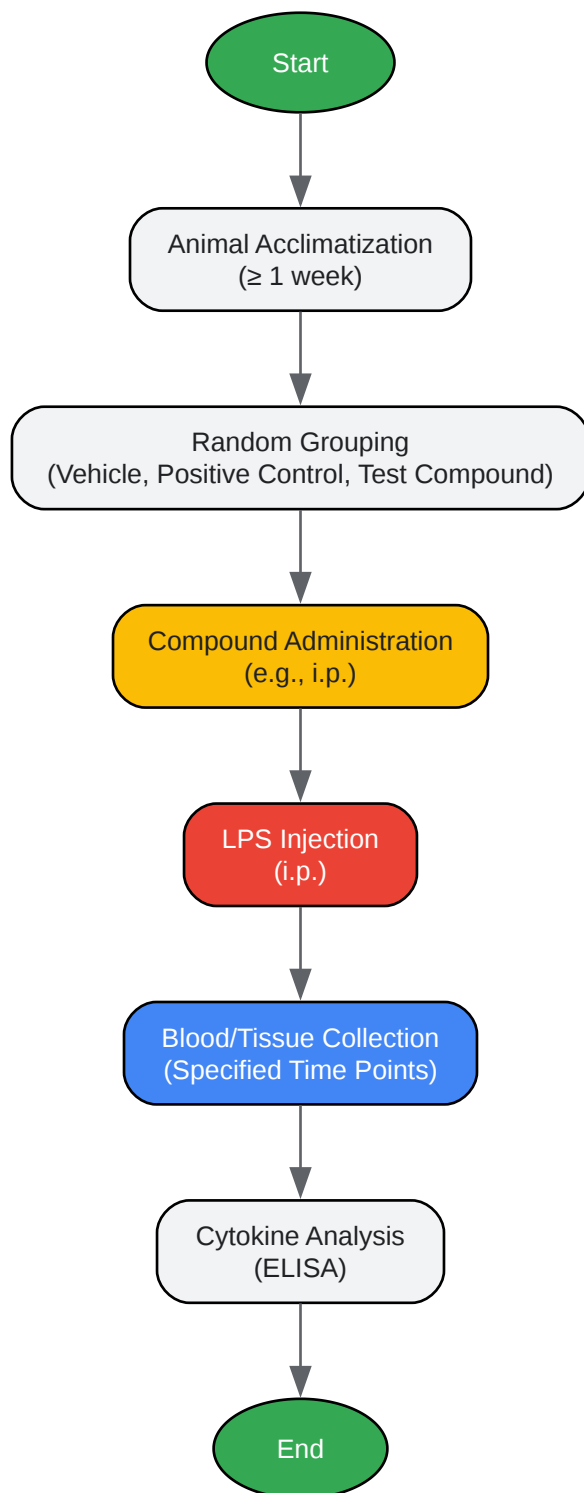 Start
Animal Acclimatization
(≥ 1 week)
Random Grouping
(Vehicle, Positive Control, Test Compound)
Compound Administration
(e.g., i.p.)
LPS Injection
(i.p.)
Blood/Tissue Collection
(Specified Time Points)
Cytokine Analysis
(ELISA)
End